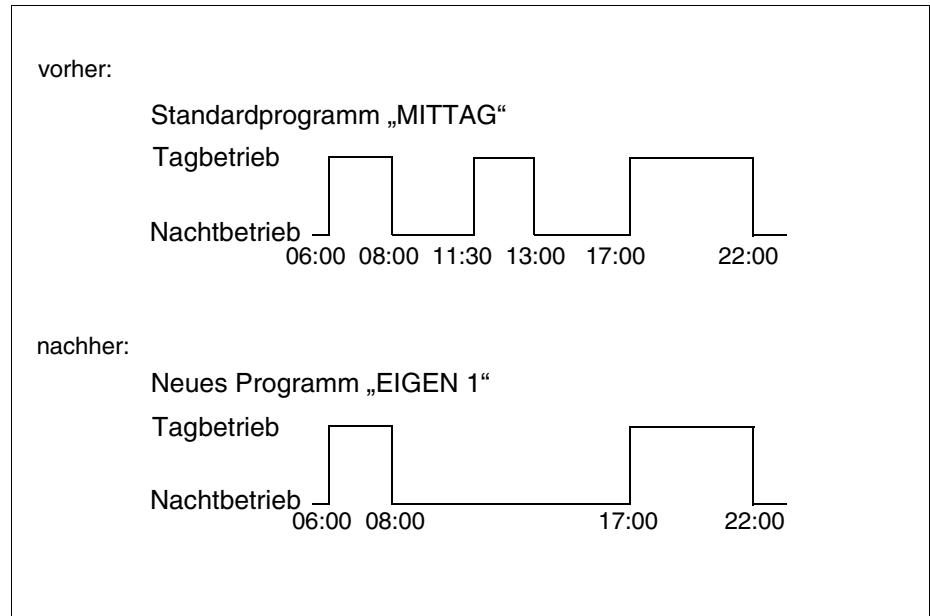 vorher:
Standardprogramm „MITTAG“
Tagbetrieb
Nachtbetrieb
06:00 08:00 11:30 13:00 17:00 22:00
nachher:
Neues Programm „EIGEN 1“
Tagbetrieb
Nachtbetrieb
06:00 08:00 17:00 22:00